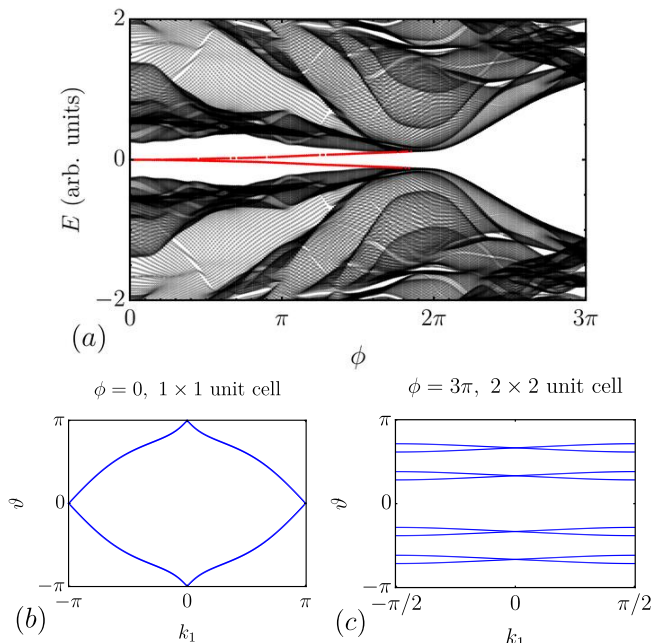 2
E (arb. units)
0
−2
0 π 2π 3π
(a)
ϕ
ϕ = 0, 1 × 1 unit cell
π
ϑ 0
−π
−π 0 π
(b)
k₁
ϕ = 3π, 2 × 2 unit cell
π
ϑ 0
−π
−π/2 0 π/2
(c)
k₁